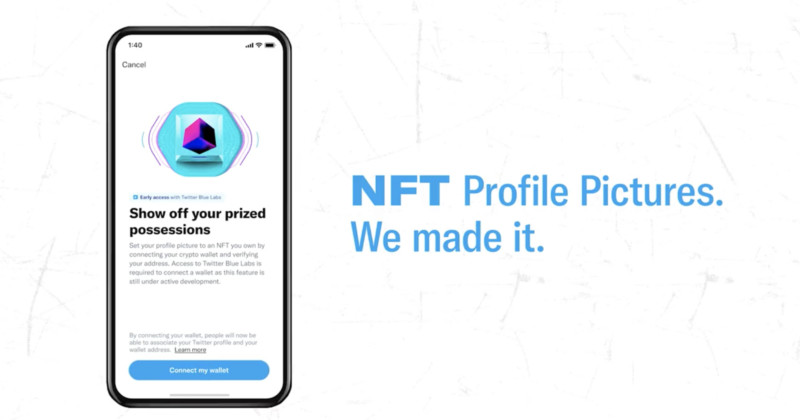 1:40
Cancel
Early access with Twitter Blue Labs
Show off your prized
possessions
Set your profile picture to an NFT you own by
connecting your crypto wallet and verifying
your address. Access to Twitter Blue Labs is
required to connect a wallet as this feature is
still under active development.
By connecting your wallet, people will now be
able to associate your Twitter profile and your
wallet address. Learn more
Connect my wallet
NFT Profile Pictures.
We made it.